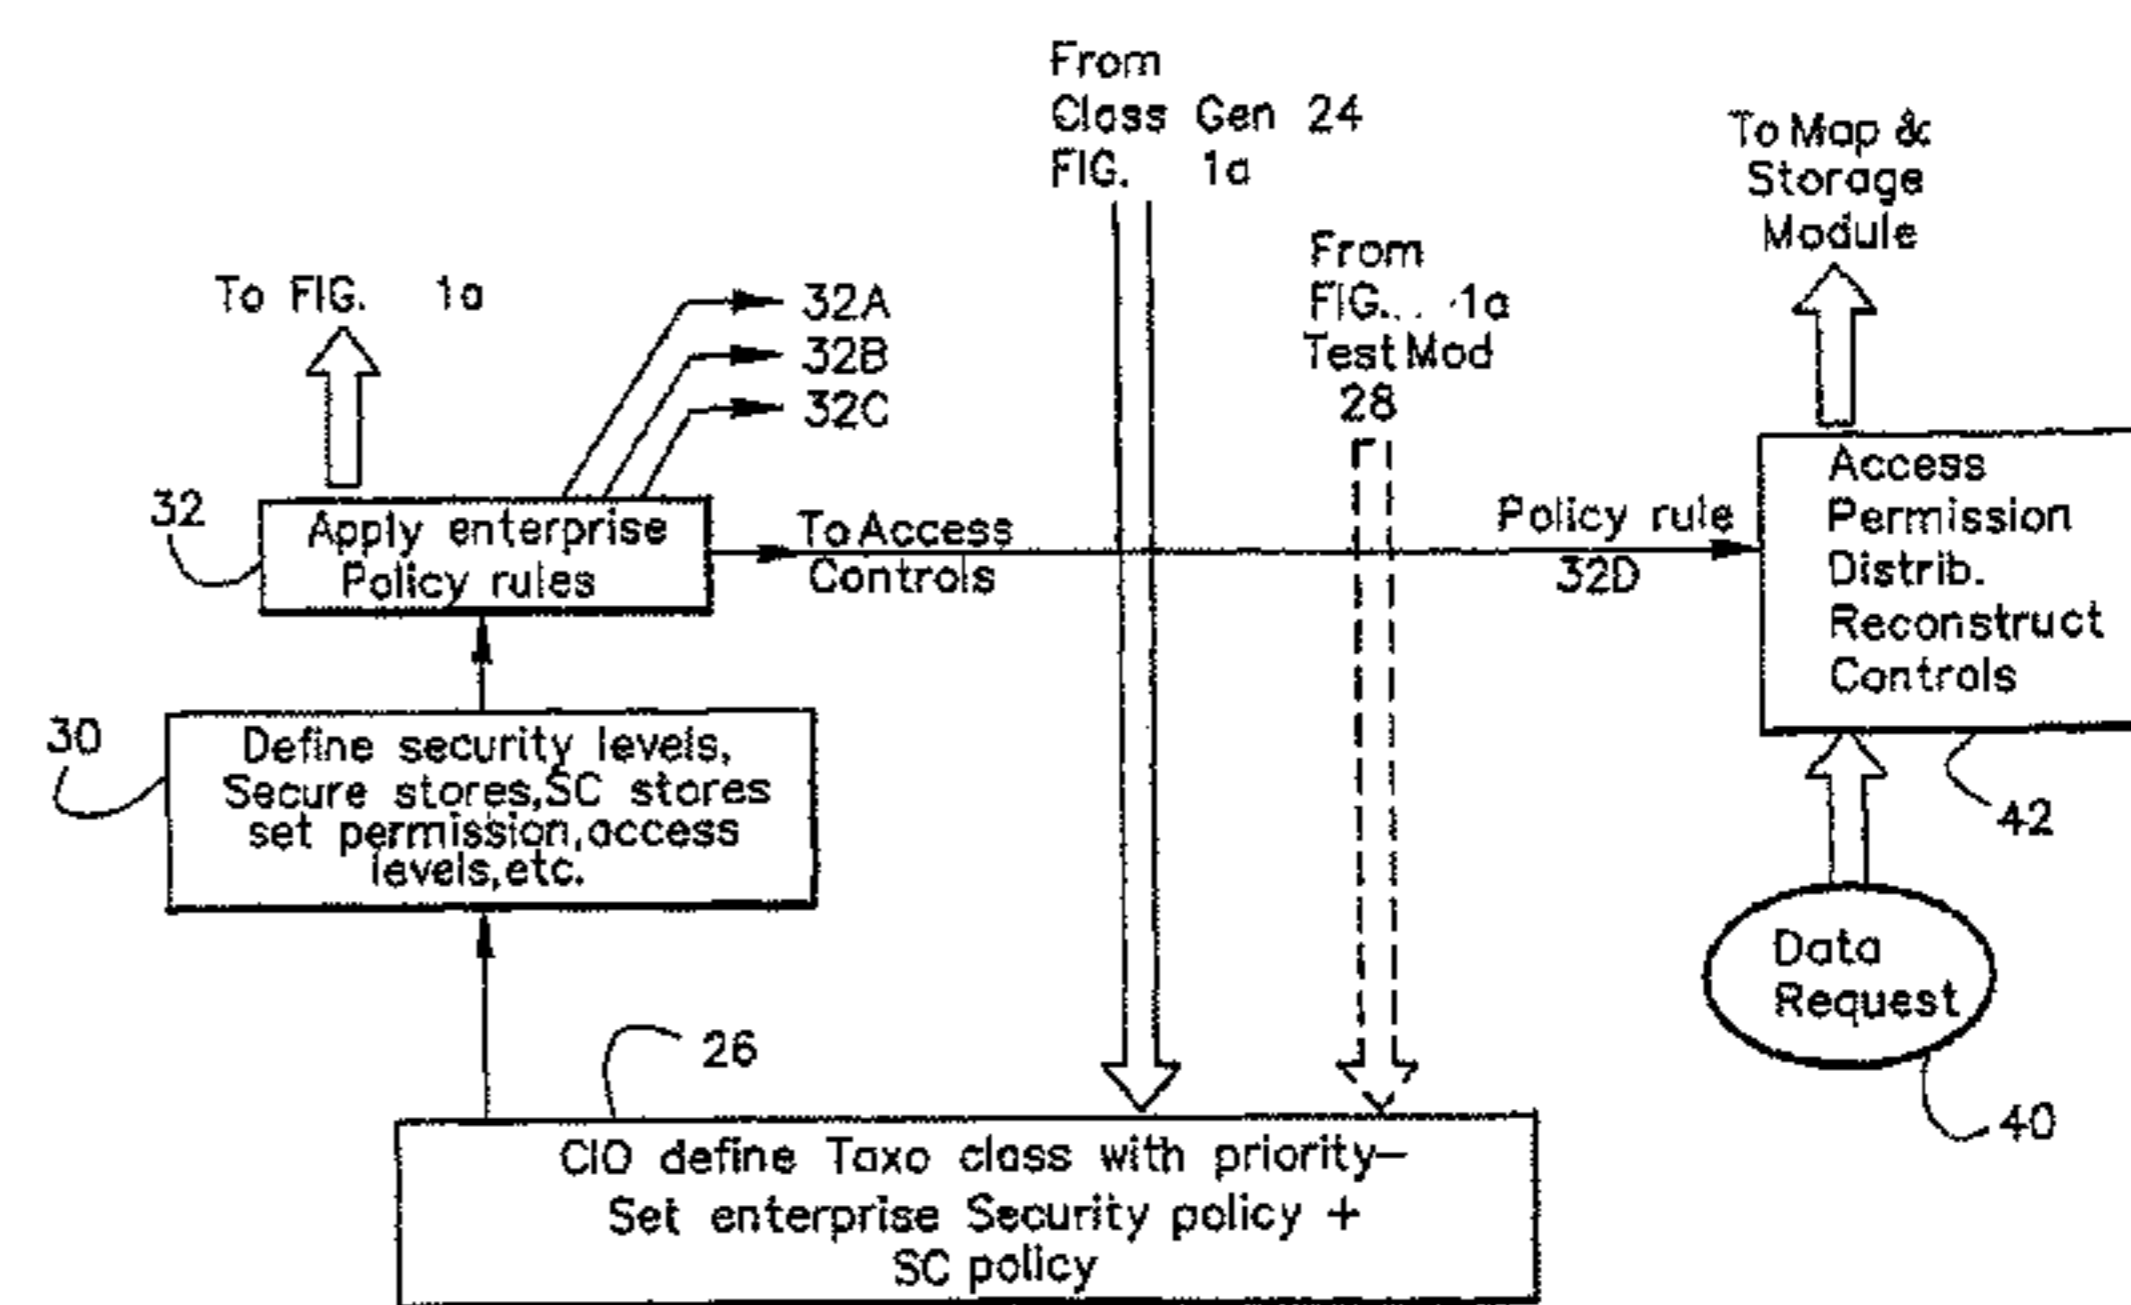 From
Class Gen 24
FIG. 1a
To Map &
Storage
Module
From
FIG... 1a
Test Mod
28
To FIG. 1a
32A
32B
32C
32
Apply enterprise
Policy rules
To Access
Controls
Policy rule
32D
Access
Permission
Distrib.
Reconstruct
Controls
30
Define security levels,
Secure stores,SC stores
set permission,access
levels,etc.
42
Data
Request
40
26
CIO define Taxo class with priority–
Set enterprise Security policy +
SC policy